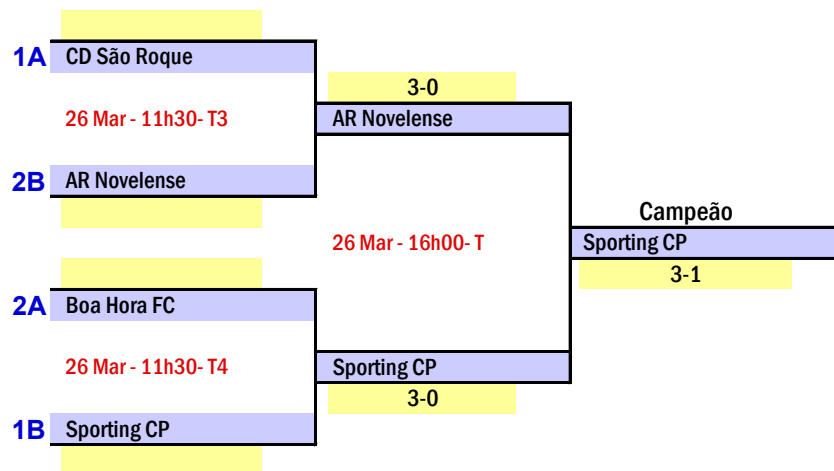 1A CD São Roque
26 Mar - 11h30- T3
2B AR Novelense
3-0
AR Novelense
26 Mar - 16h00- T
Campeão
Sporting CP
3-1
2A Boa Hora FC
26 Mar - 11h30- T4
1B Sporting CP
Sporting CP
3-0